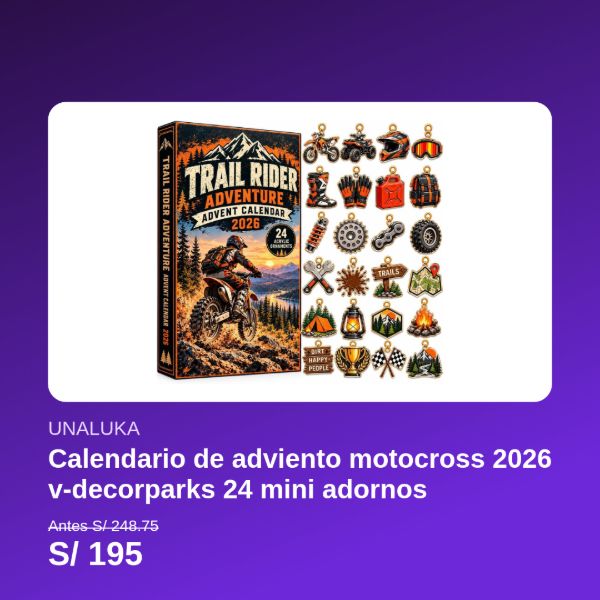 TRAIL RIDER ADVENTURE
ADVENT CALENDAR 2026
TRAIL RIDER
ADVENTURE
ADVENT CALENDAR
2026
24
ACRYLIC
ORNAMENTS
TRAILS
DIRT
HAPPY
PEOPLE
UNALUKA
Calendario de adviento motocross 2026
v-decorparks 24 mini adornos
Antes S/ 248.75
S/ 195